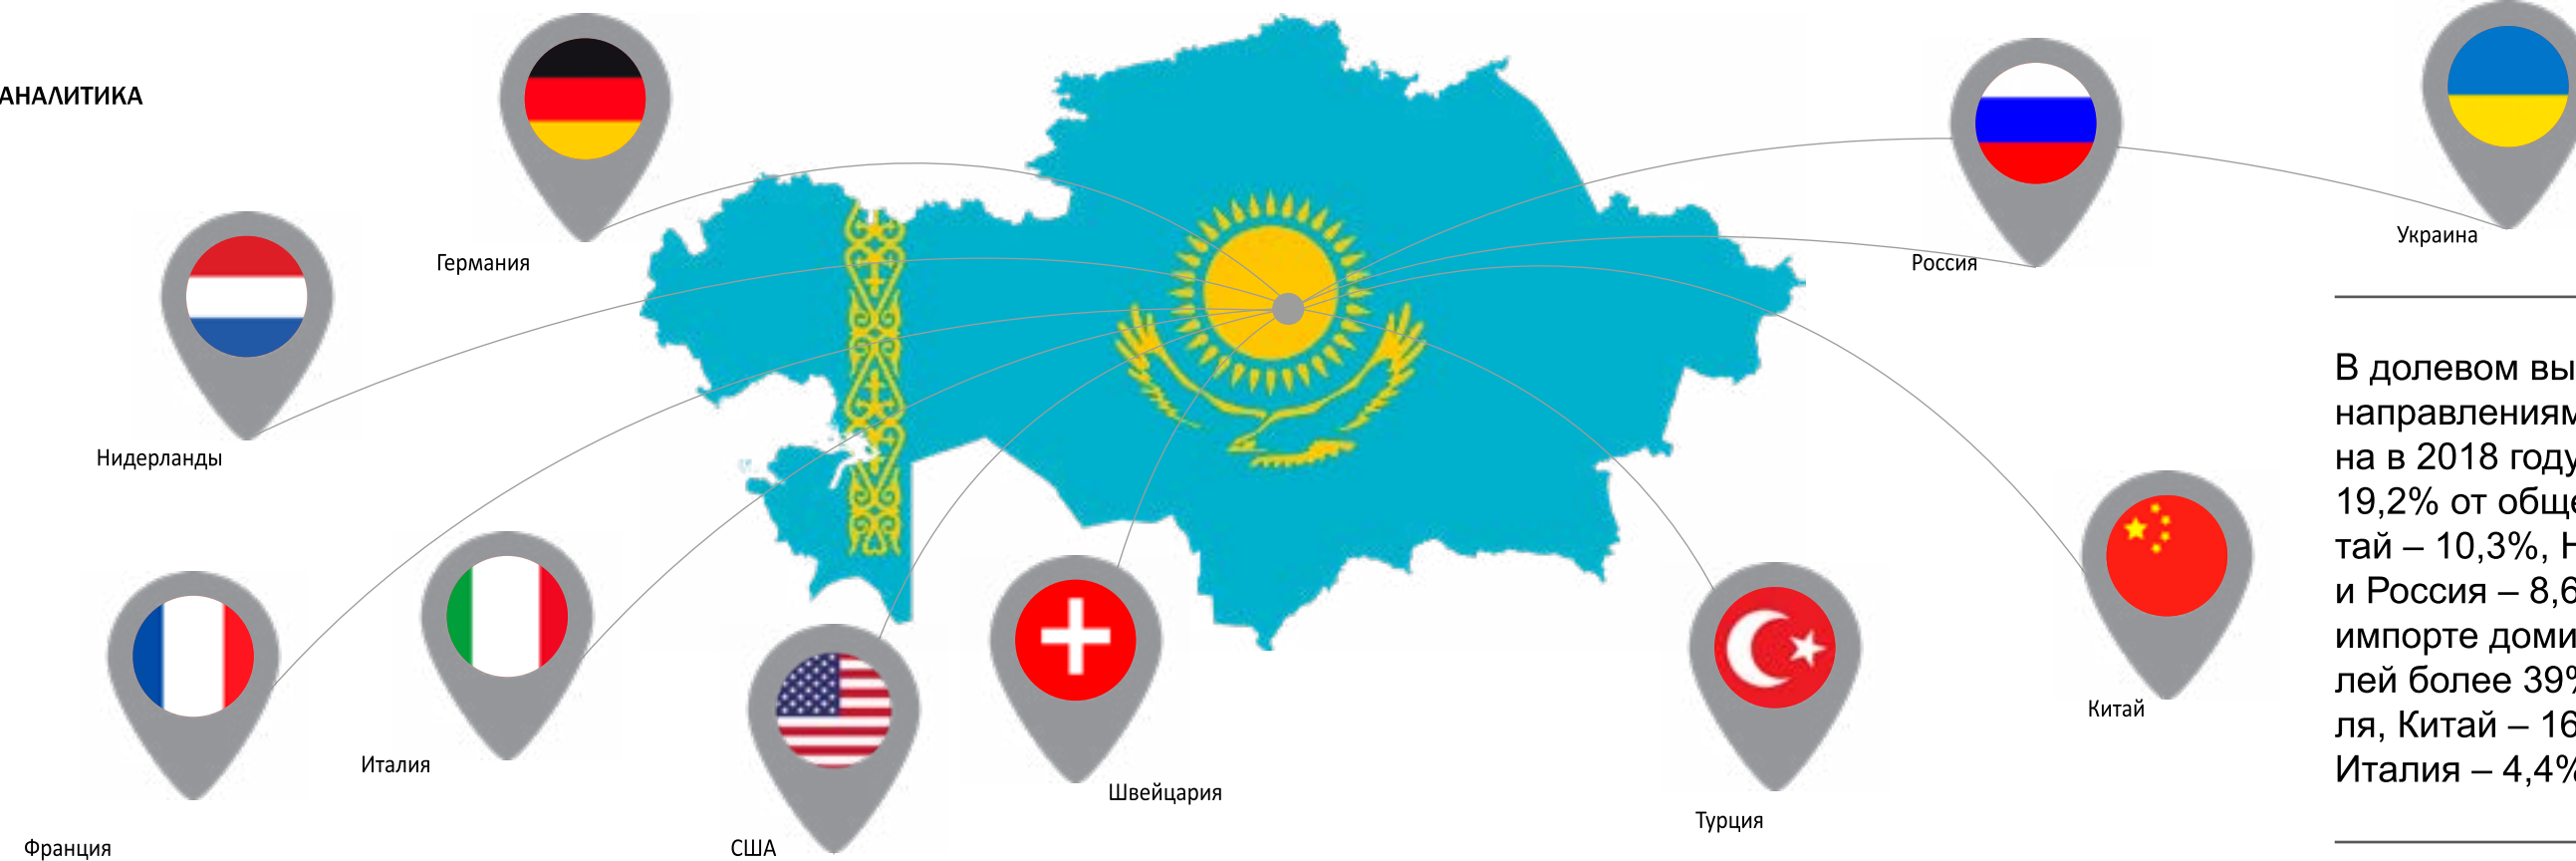 АНАЛИТИКА
Германия
Нидерланды
Франция
Италия
США
Швейцария
Турция
Китай
Россия
Украина
В долевом вы
направлениям
на в 2018 году
19,2% от обще
тай – 10,3%, Н
и Россия – 8,6
импорте доми
лей более 39%
ля, Китай – 16
Италия – 4,4%